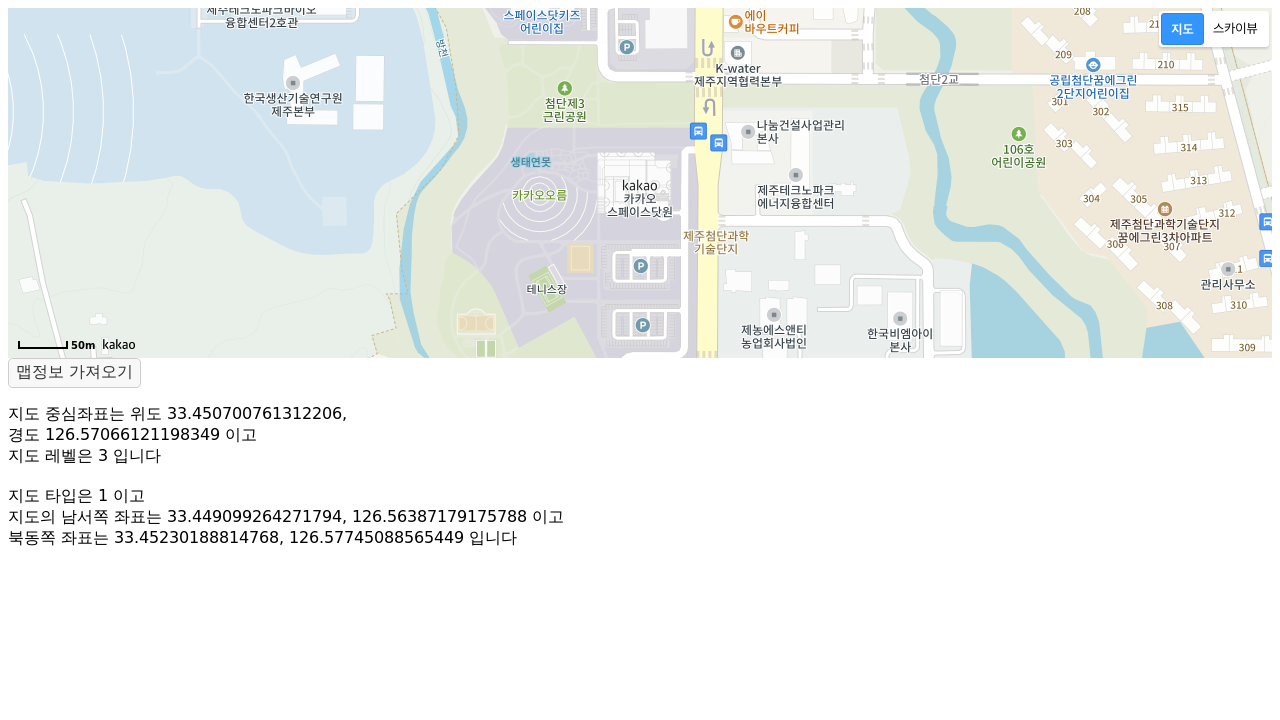 제주테크노파크바이오
융합센터2호관
스페이스닷키즈
어린이집
에이
바우트커피
방천
K-water
제주지역협력본부
첨단2교
208
209
210
지도
스카이뷰
공립첨단꿈에그린
2단지어린이집
한국생산기술연구원
제주본부
첨단제3
근린공원
나눔건설사업관리
본사
301
302
303
315
314
313
106호
어린이공원
생태연못
카카오오름
kakao
카카오
스페이스닷원
제주테크노파크
에너지융합센터
304
305
312
제주첨단과학기술단지
꿈에그린3차아파트
307
제주첨단과학
기술단지
관리사무소
테니스장
308
310
309
제농에스앤티
농업회사법인
한국비엠아이
본사
50m kakao
맵정보 가져오기
지도 중심좌표는 위도 33.450700761312206,
경도 126.57066121198349 이고
지도 레벨은 3 입니다
지도 타입은 1 이고
지도의 남서쪽 좌표는 33.449099264271794, 126.56387179175788 이고
북동쪽 좌표는 33.45230188814768, 126.57745088565449 입니다